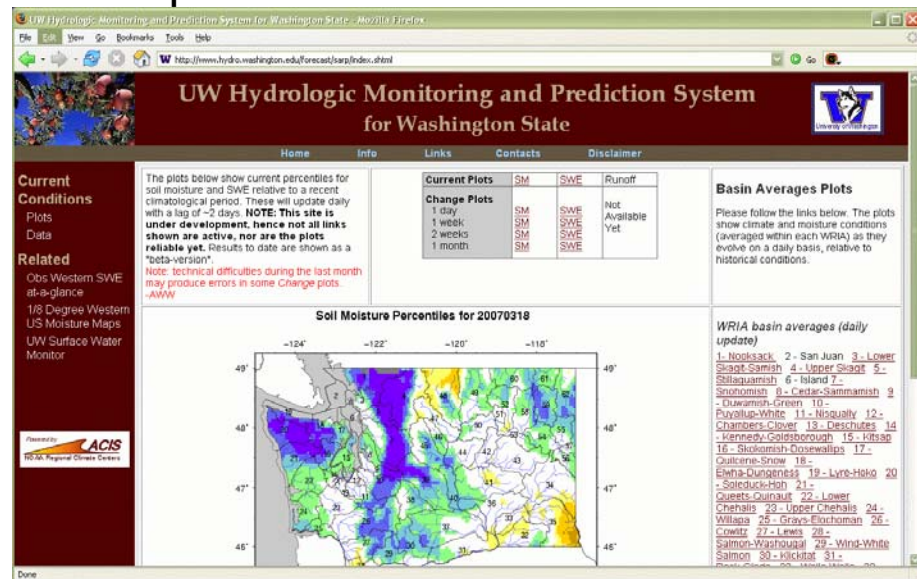 UW Hydrologic Monitoring and Prediction System for Washington State - Mozilla Firefox
File Edit View Go Bookmarks Tools Help
http://www.hydro.washington.edu/forecast/sarp/index.shtml
Go
UW Hydrologic Monitoring and Prediction System
for Washington State
W
University of Washington
Home Info Links Contacts Disclaimer
Current
Conditions
Plots
Data
Related
Obs Western SWE
at-a-glance
1/8 Degree Western
US Moisture Maps
UW Surface Water
Monitor
Powered by
ACIS
NOAA Regional Climate Centers
The plots below show current percentiles for
soil moisture and SWE relative to a recent
climatological period. These will update daily
with a lag of ~2 days. NOTE: This site is
under development, hence not all links
shown are active, nor are the plots
reliable yet. Results to date are shown as a
"beta-version".
Note: technical difficulties during the last month
may produce errors in some Change plots.
-AWW
Current Plots SM SWE Runoff
Change Plots
1 day SM SWE
1 week SM SWE
2 weeks SM SWE
1 month SM SWE
Not
Available
Yet
Basin Averages Plots
Please follow the links below. The plots
show climate and moisture conditions
(averaged within each WRIA) as they
evolve on a daily basis, relative to
historical conditions.
Soil Moisture Percentiles for 20070318
-124° -122° -120° -118°
49° 49°
48° 48°
47° 47°
46° 46°
WRIA basin averages (daily
update)
1- Nooksack 2 - San Juan 3 - Lower
Skagit-Samish 4 - Upper Skagit 5 -
Stillaguamish 6 - Island 7 -
Snohomish 8 - Cedar-Sammamish 9
- Duwamish-Green 10 -
Puyallup-White 11 - Nisqually 12 -
Chambers-Clover 13 - Deschutes 14
- Kennedy-Goldsborough 15 - Kitsap
16 - Skokomish-Dosewallips 17 -
Quilcene-Snow 18 -
Elwha-Dungeness 19 - Lyre-Hoko 20
- Soleduck-Hoh 21 -
Queets-Quinault 22 - Lower
Chehalis 23 - Upper Chehalis 24 -
Willapa 25 - Grays-Elochoman 26 -
Cowlitz 27 - Lewis 28 -
Salmon-Washougal 29 - Wind-White
Salmon 30 - Klickitat 31 -
Done